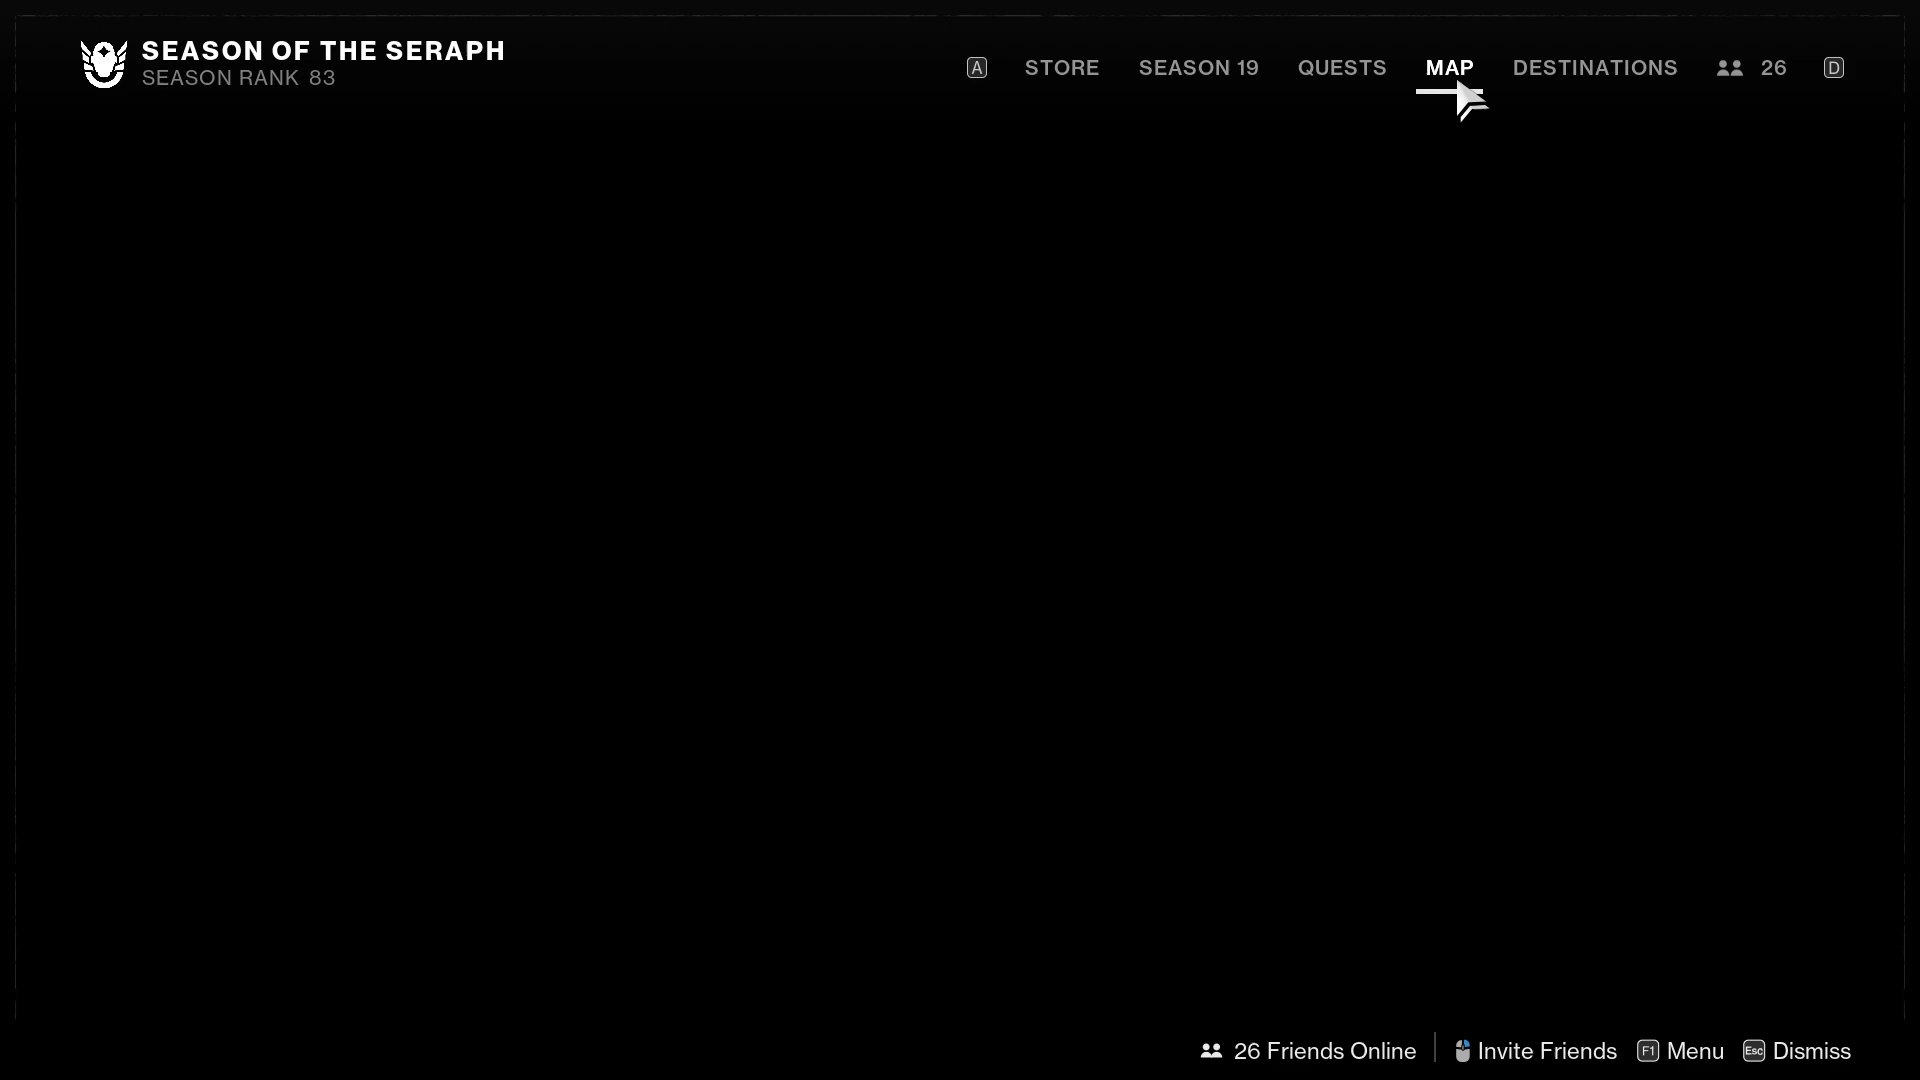 SEASON OF THE SERAPH
SEASON RANK 83
A STORE SEASON 19 QUESTS MAP DESTINATIONS 26 D
26 Friends Online Invite Friends F1 Menu Esc Dismiss